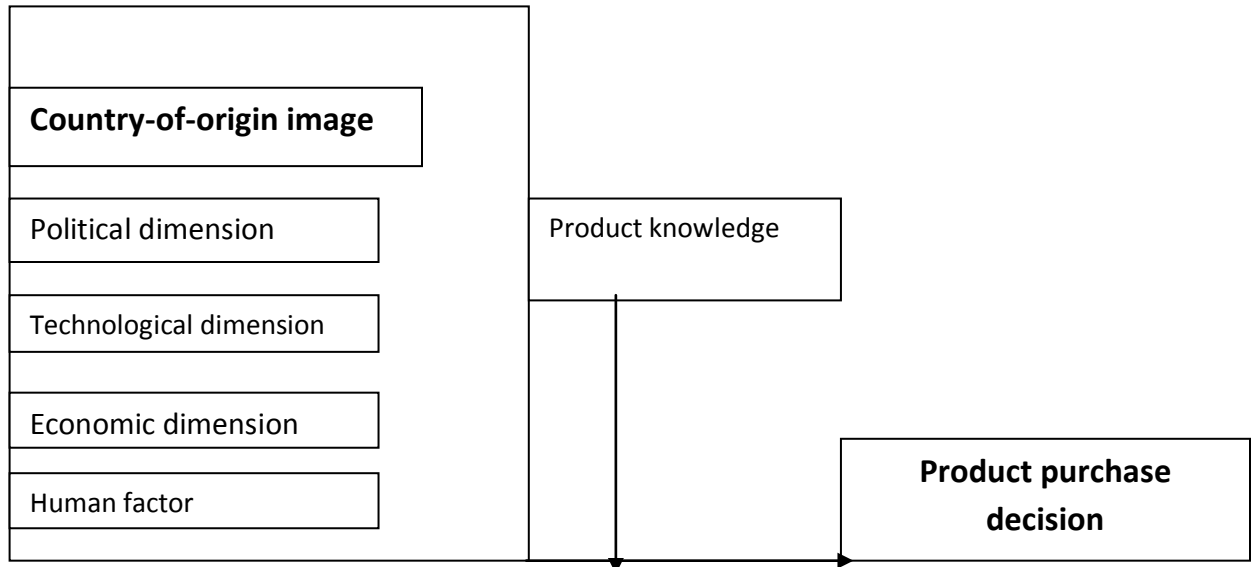 Country-of-origin image
Political dimension
Product knowledge
Technological dimension
Economic dimension
Human factor
Product purchase
decision